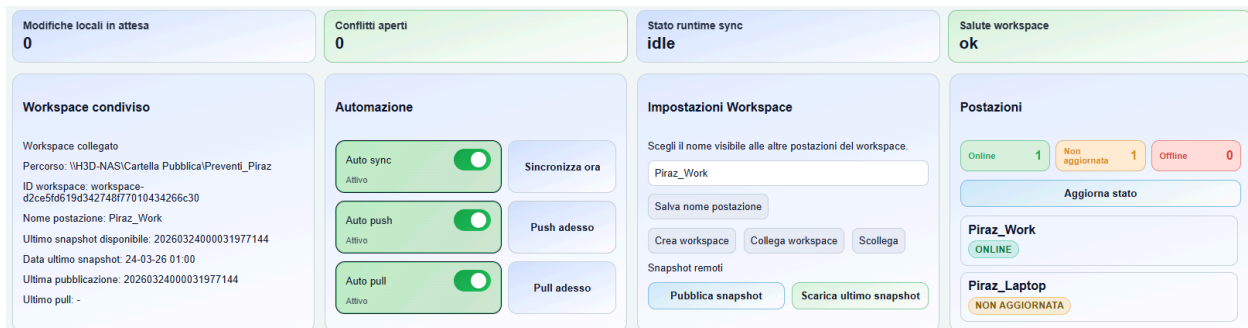 Modifiche locali in attesa
0
Conflitti aperti
0
Stato runtime sync
idle
Salute workspace
ok
Workspace condiviso
Workspace collegato
Percorso: \\H3D-NAS\Cartella Pubblica\Preventi_Piraz
ID workspace: workspace-
d2ce5fd619d342748f77010434266c30
Nome postazione: Piraz_Work
Ultimo snapshot disponibile: 20260324000031977144
Data ultimo snapshot: 24-03-26 01:00
Ultima pubblicazione: 20260324000031977144
Ultimo pull: -
Automazione
Auto sync
Attivo
Sincronizza ora
Auto push
Attivo
Push adesso
Auto pull
Attivo
Pull adesso
Impostazioni Workspace
Scegli il nome visibile alle altre postazioni del workspace.
Piraz_Work
Salva nome postazione
Crea workspace
Collega workspace
Scollega
Snapshot remoti
Pubblica snapshot
Scarica ultimo snapshot
Postazioni
Online 1
Non
aggiornata 1
Offline 0
Aggiorna stato
Piraz_Work
ONLINE
Piraz_Laptop
NON AGGIORNATA